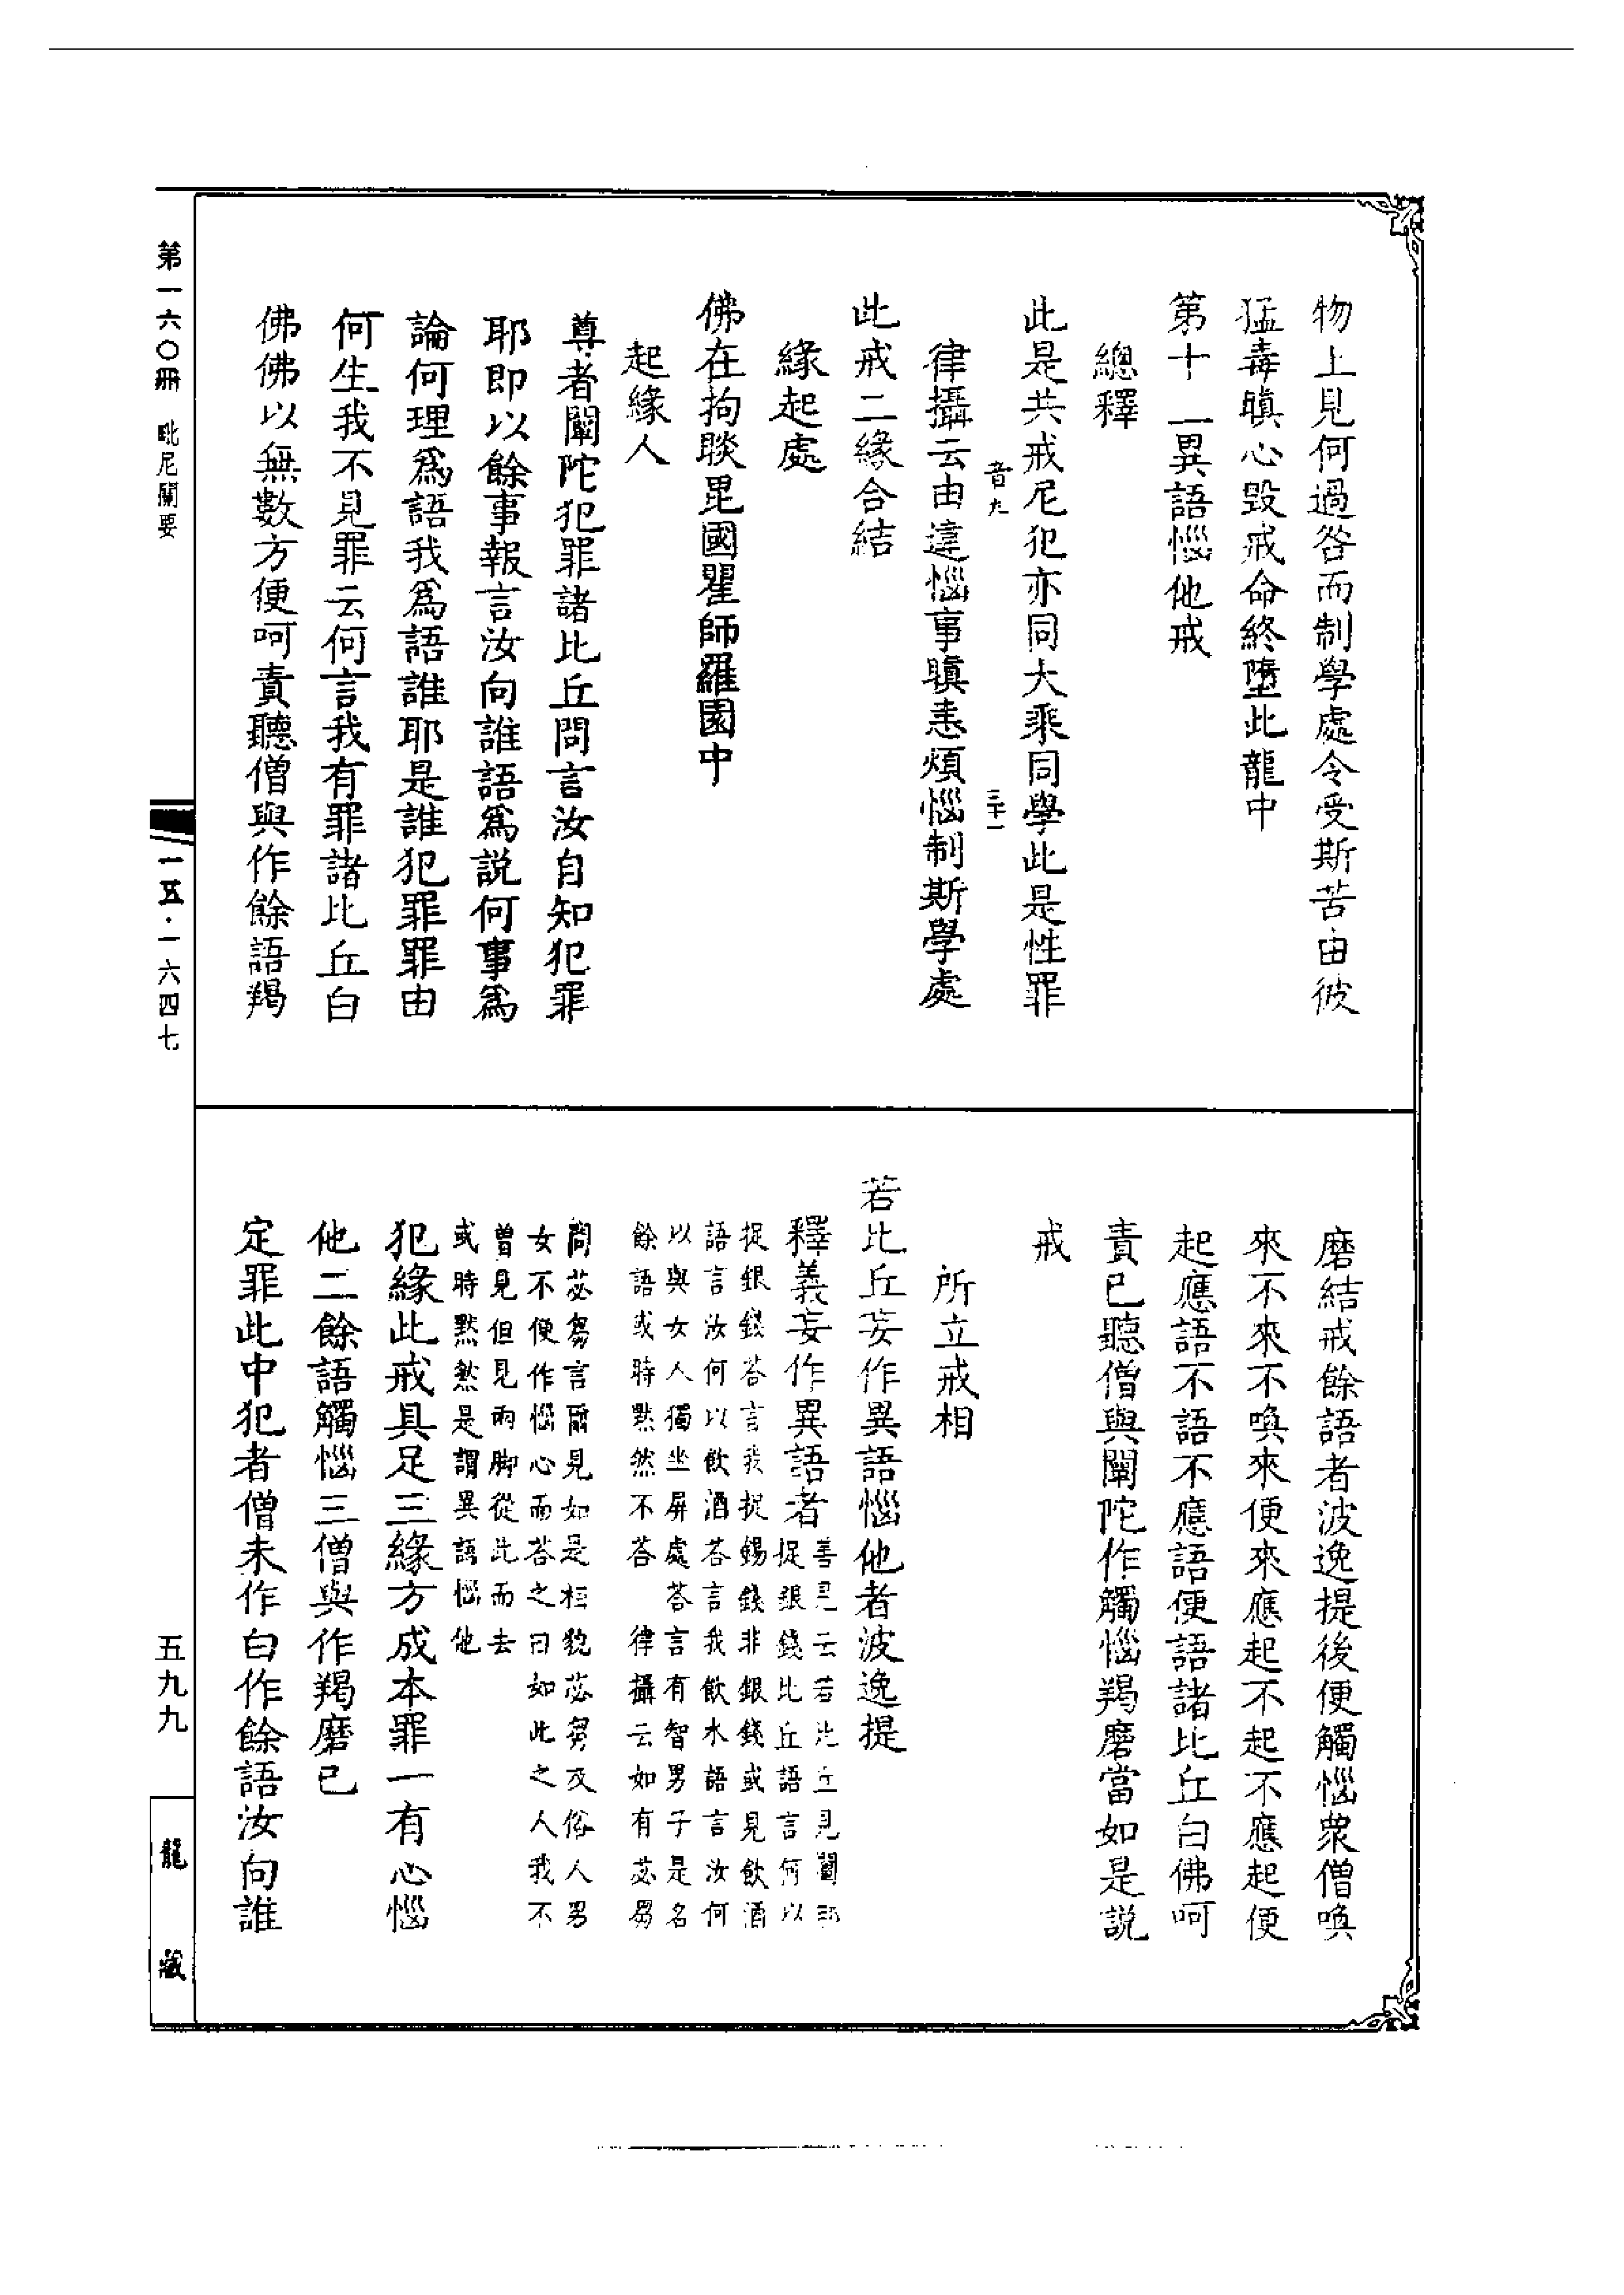 物上見何過咎而制學處令受斯苦由彼
猛毒瞋心毀戒命終墮此龍中
第十一異語惱他戒
總釋
此是共戒尼犯亦同大乘同學此是性罪
音九
三十一
律攝云由違惱事瞋恚煩惱制斯學處
此戒二緣合結
緣起處
佛在拘睒毘國瞿師羅園中
起緣人
尊者闡陀犯罪諸比丘問言汝自知犯罪
耶即以餘事報言汝向誰語爲説何事爲
論何理爲語我爲語誰耶是誰犯罪罪由
何生我不見罪云何言我有罪諸比丘白
佛佛以無數方便呵責聽僧與作餘語羯
磨結戒餘語者波逸提後便觸惱衆僧喚
來不來不喚來便來應起不起不應起便
起應語不語不應語便語諸比丘白佛呵
責已聽僧與闡陀作觸惱羯磨當如是説
戒
所立戒相
若比丘妄作異語惱他者波逸提
釋義妄作異語者
善見云若比丘見闡那
捉銀錢比丘語言何以
捉銀錢荅言我捉錫錢非銀錢或見飲酒
語言汝何以飲酒荅言我飲水語言汝何
以與女人獨坐屏處荅言有智男子是名
餘語或時黙然不荅 律攝云如有苾芻
問苾芻言爾見如是相貌苾芻及俗人男
女不便作惱心而荅之曰如此之人我不
曽見但見兩脚從此而去
或時黙然是謂異語惱他
犯緣此戒具足三緣方成本罪一有心惱
他二餘語觸惱三僧與作羯磨已
定罪此中犯者僧未作白作餘語汝向誰
第一六〇冊 毗尼關要
一五·一六四七
五九九
龍藏